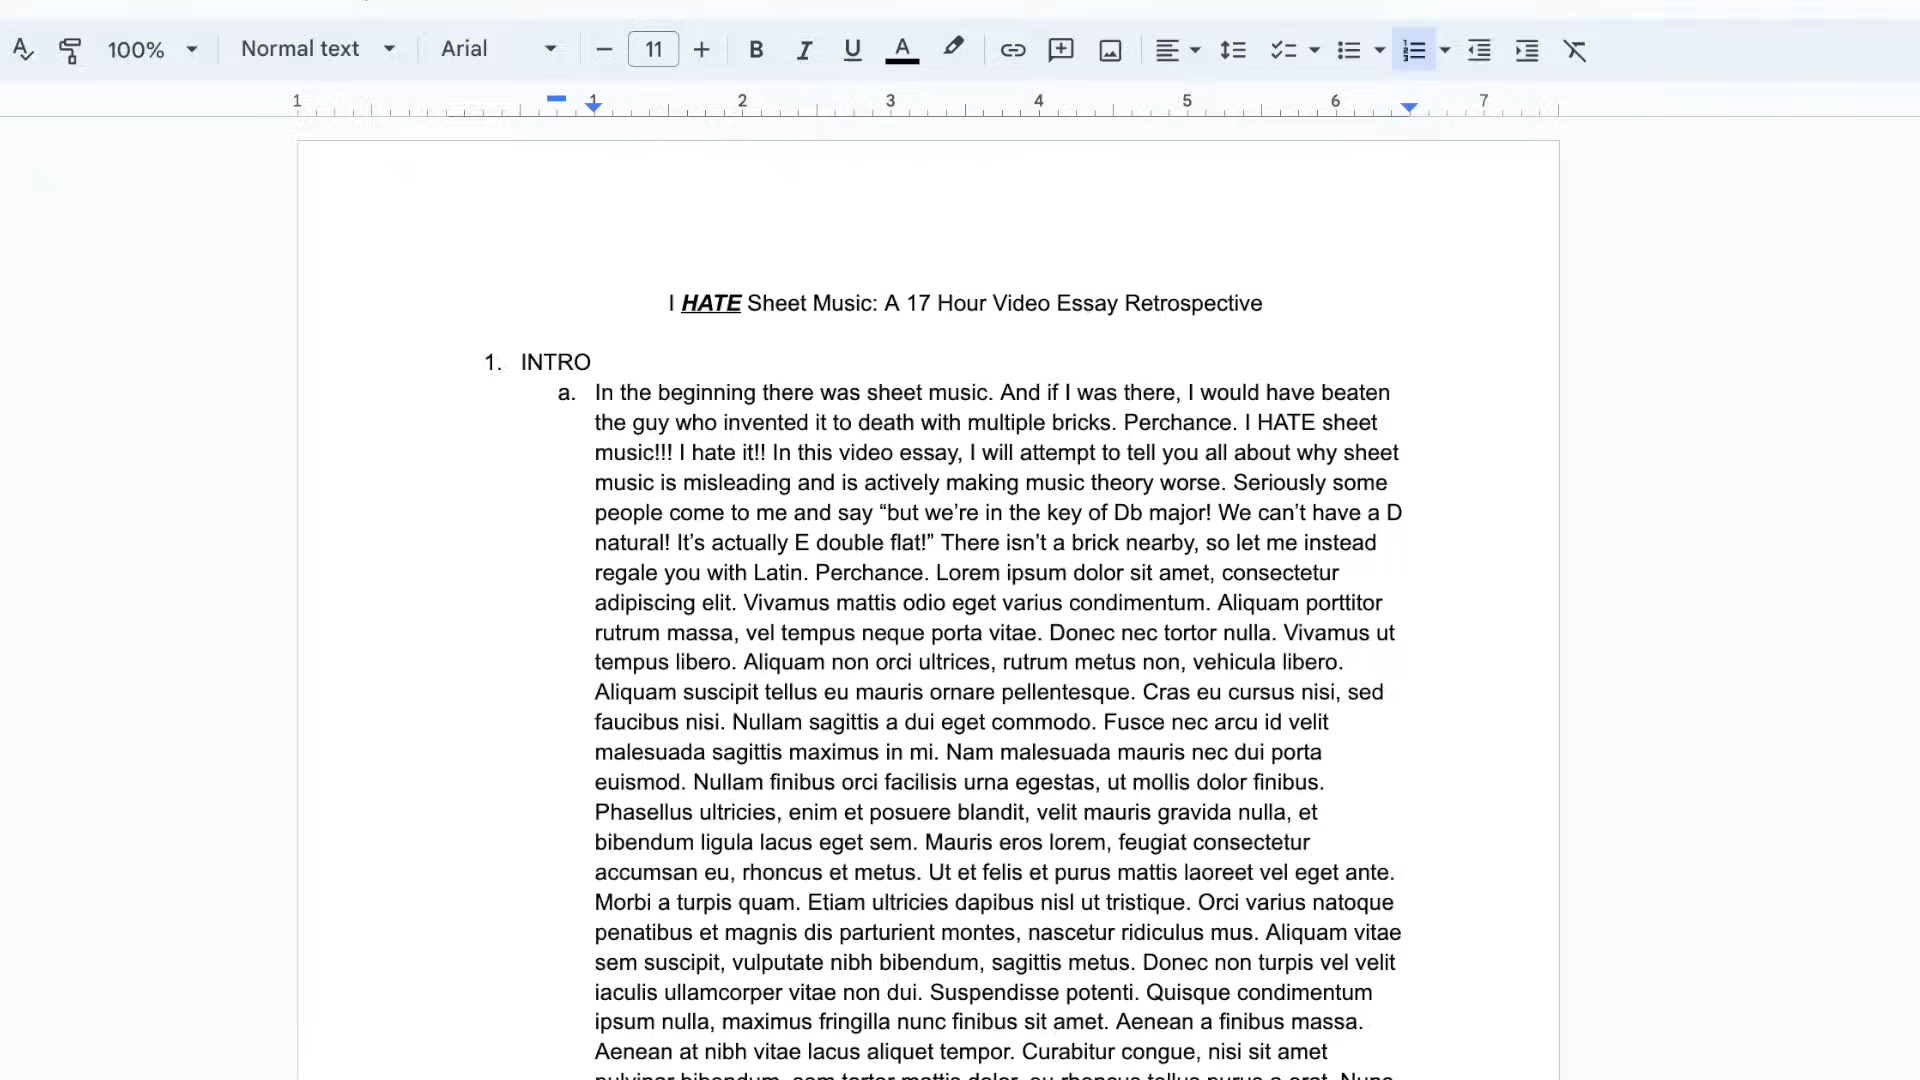 100% Normal text Arial 11 B I U A
1 1 2 3 4 5 6 7
I HATE Sheet Music: A 17 Hour Video Essay Retrospective
1. INTRO
a. In the beginning there was sheet music. And if I was there, I would have beaten
the guy who invented it to death with multiple bricks. Perchance. I HATE sheet
music!!! I hate it!! In this video essay, I will attempt to tell you all about why sheet
music is misleading and is actively making music theory worse. Seriously some
people come to me and say “but we’re in the key of Db major! We can’t have a D
natural! It’s actually E double flat!” There isn’t a brick nearby, so let me instead
regale you with Latin. Perchance. Lorem ipsum dolor sit amet, consectetur
adipiscing elit. Vivamus mattis odio eget varius condimentum. Aliquam porttitor
rutrum massa, vel tempus neque porta vitae. Donec nec tortor nulla. Vivamus ut
tempus libero. Aliquam non orci ultrices, rutrum metus non, vehicula libero.
Aliquam suscipit tellus eu mauris ornare pellentesque. Cras eu cursus nisi, sed
faucibus nisi. Nullam sagittis a dui eget commodo. Fusce nec arcu id velit
malesuada sagittis maximus in mi. Nam malesuada mauris nec dui porta
euismod. Nullam finibus orci facilisis urna egestas, ut mollis dolor finibus.
Phasellus ultricies, enim et posuere blandit, velit mauris gravida nulla, et
bibendum ligula lacus eget sem. Mauris eros lorem, feugiat consectetur
accumsan eu, rhoncus et metus. Ut et felis et purus mattis laoreet vel eget ante.
Morbi a turpis quam. Etiam ultricies dapibus nisl ut tristique. Orci varius natoque
penatibus et magnis dis parturient montes, nascetur ridiculus mus. Aliquam vitae
sem suscipit, vulputate nibh bibendum, sagittis metus. Donec non turpis vel velit
iaculis ullamcorper vitae non dui. Suspendisse potenti. Quisque condimentum
ipsum nulla, maximus fringilla nunc finibus sit amet. Aenean a finibus massa.
Aenean at nibh vitae lacus aliquet tempor. Curabitur congue, nisi sit amet